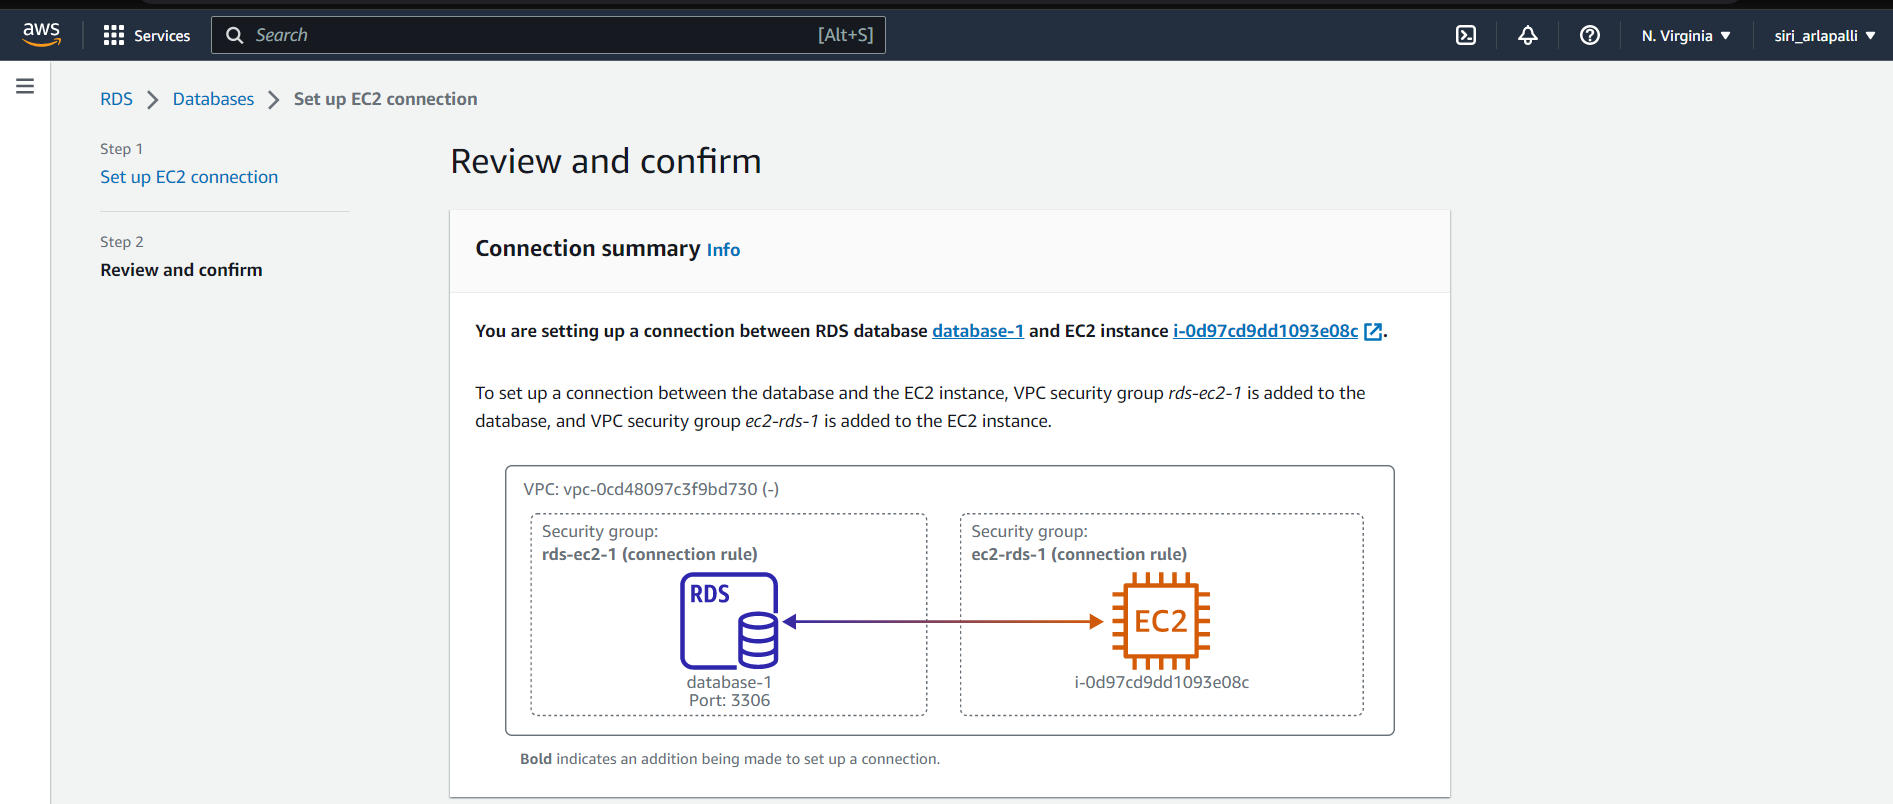 aws
Services
Search
[Alt+S]
N. Virginia
siri_arlapalli
RDS
Databases
Set up EC2 connection
Step 1
Set up EC2 connection
Step 2
Review and confirm
Review and confirm
Connection summary Info
You are setting up a connection between RDS database database-1 and EC2 instance i-0d97cd9dd1093e08c.
To set up a connection between the database and the EC2 instance, VPC security group rds-ec2-1 is added to the
database, and VPC security group ec2-rds-1 is added to the EC2 instance.
VPC: vpc-0cd48097c3f9bd730 (-)
Security group:
rds-ec2-1 (connection rule)
RDS
database-1
Port: 3306
Security group:
ec2-rds-1 (connection rule)
EC2
i-0d97cd9dd1093e08c
Bold indicates an addition being made to set up a connection.